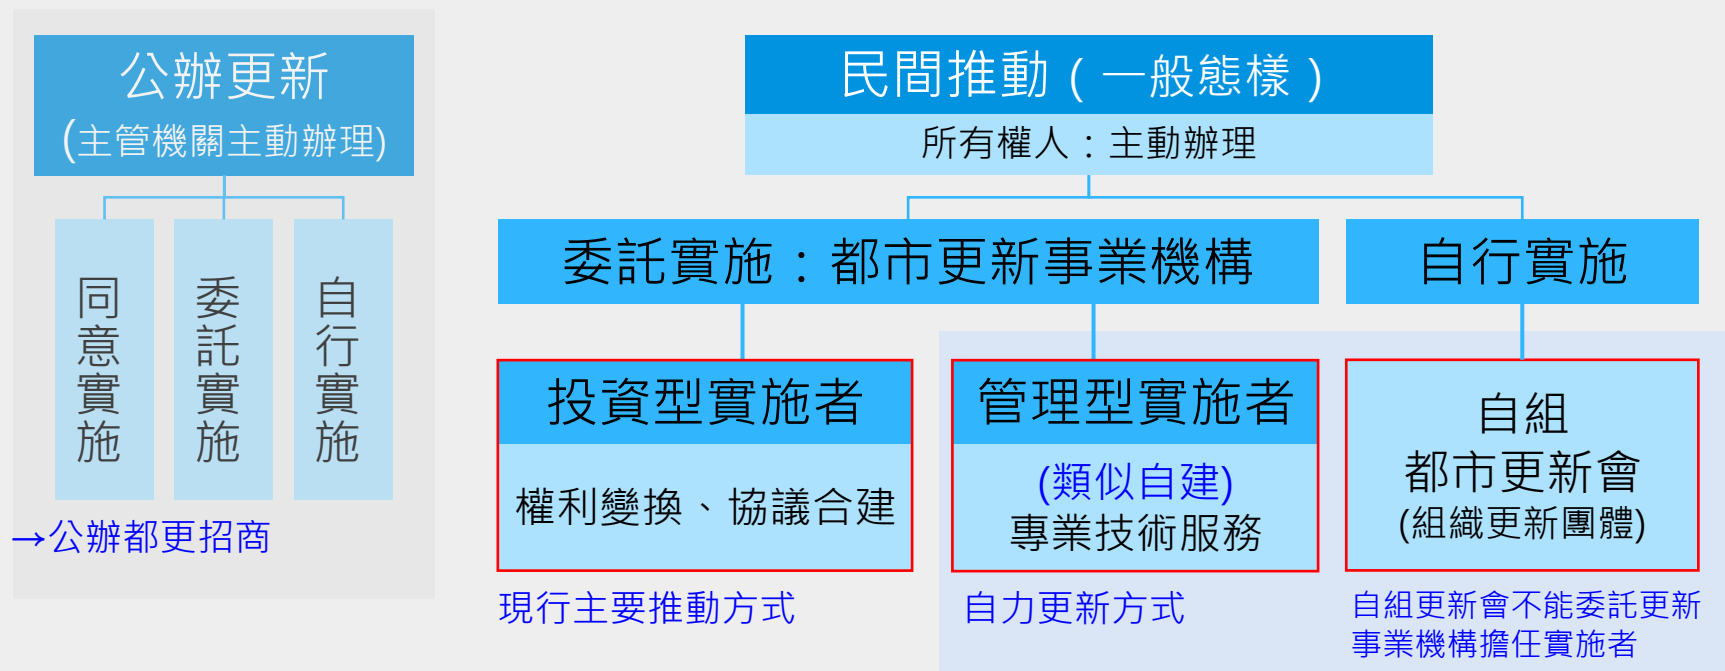 公辦更新
(主管機關主動辦理)
同意實施
委託實施
自行實施
→公辦都更招商
民間推動（一般態樣）
所有權人：主動辦理
委託實施：都市更新事業機構
自行實施
投資型實施者
權利變換、協議合建
現行主要推動方式
管理型實施者
(類似自建)
專業技術服務
自力更新方式
自組
都市更新會
(組織更新團體)
自組更新會不能委託更新
事業機構擔任實施者